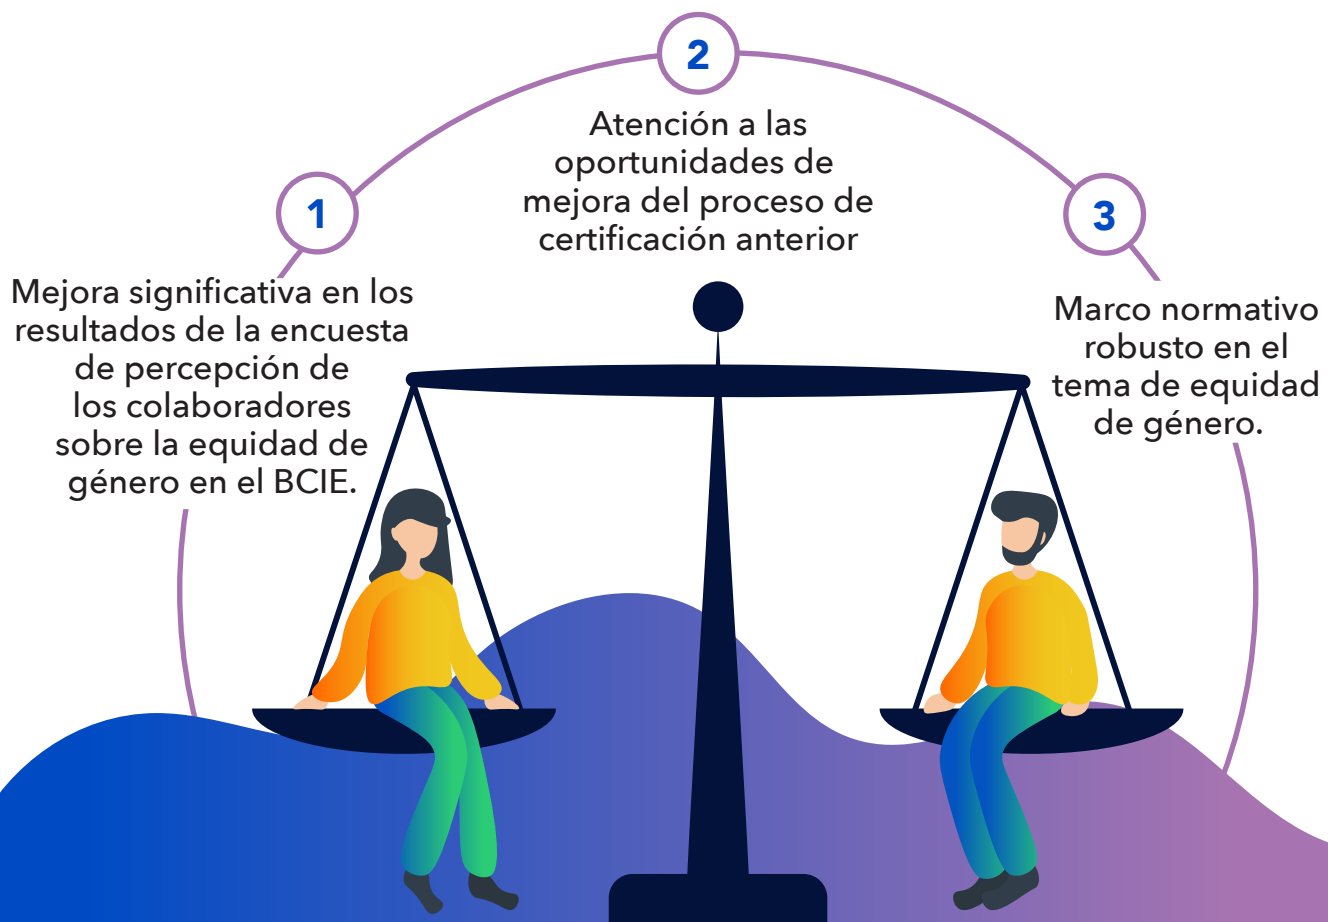 1
Mejora significativa en los
resultados de la encuesta
de percepción de
los colaboradores
sobre la equidad de
género en el BCIE.
2
Atención a las
oportunidades de
mejora del proceso de
certificación anterior
3
Marco normativo
robusto en el
tema de equidad
de género.